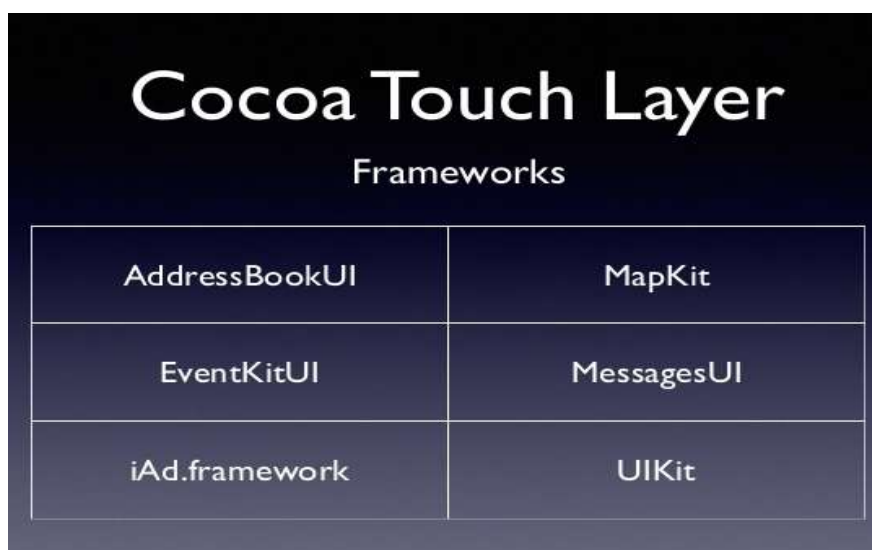 Cocoa Touch Layer
Frameworks
AddressBookUI
MapKit
EventKitUI
MessagesUI
iAd.framework
UIKit